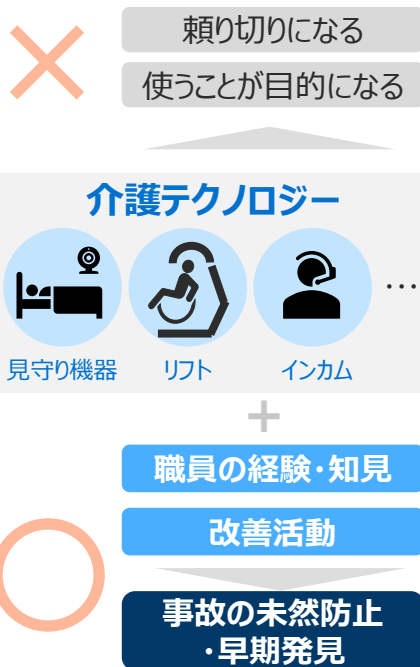 頼り切りになる
使うことが目的になる
介護テクノロジー
見守り機器
リフト
インカム
…
+
職員の経験・知見
改善活動
事故の未然防止
・早期発見